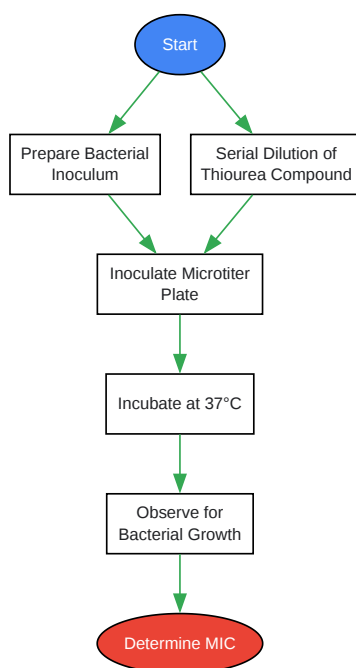 Start
Prepare Bacterial
Inoculum
Serial Dilution of
Thiourea Compound
Inoculate Microtiter
Plate
Incubate at 37°C
Observe for
Bacterial Growth
Determine MIC